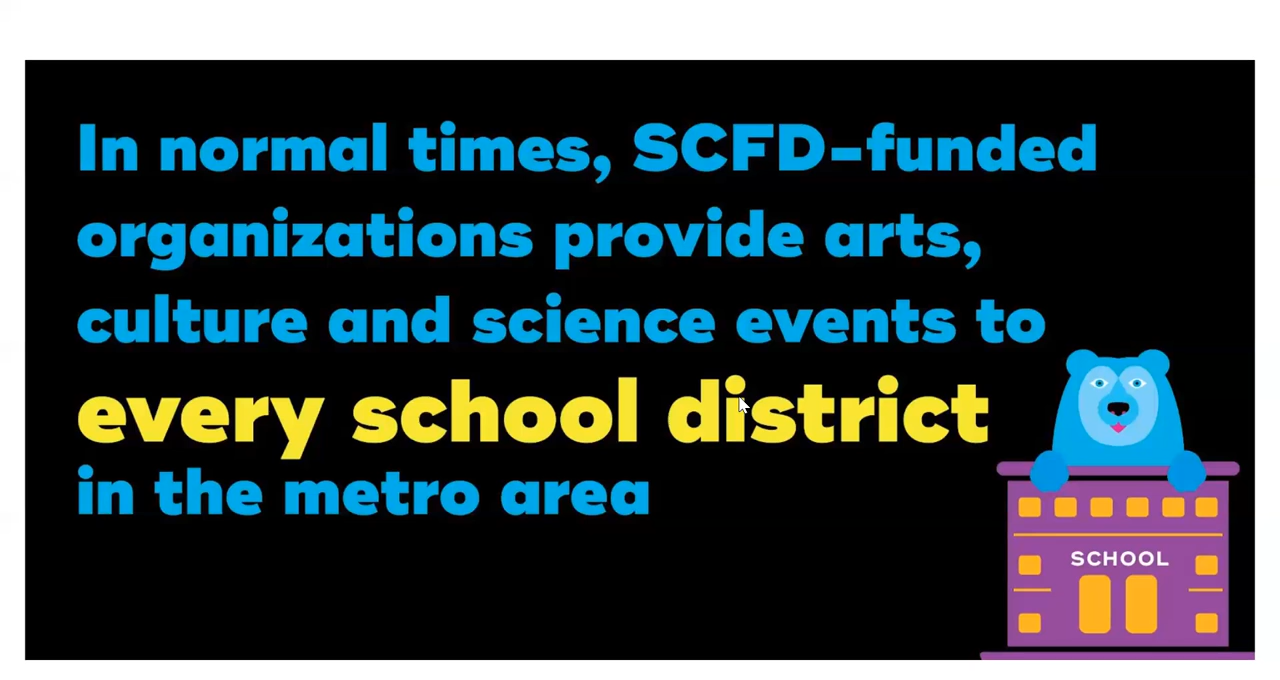 In normal times, SCFD-funded
organizations provide arts,
culture and science events to
every school district
in the metro area
SCHOOL